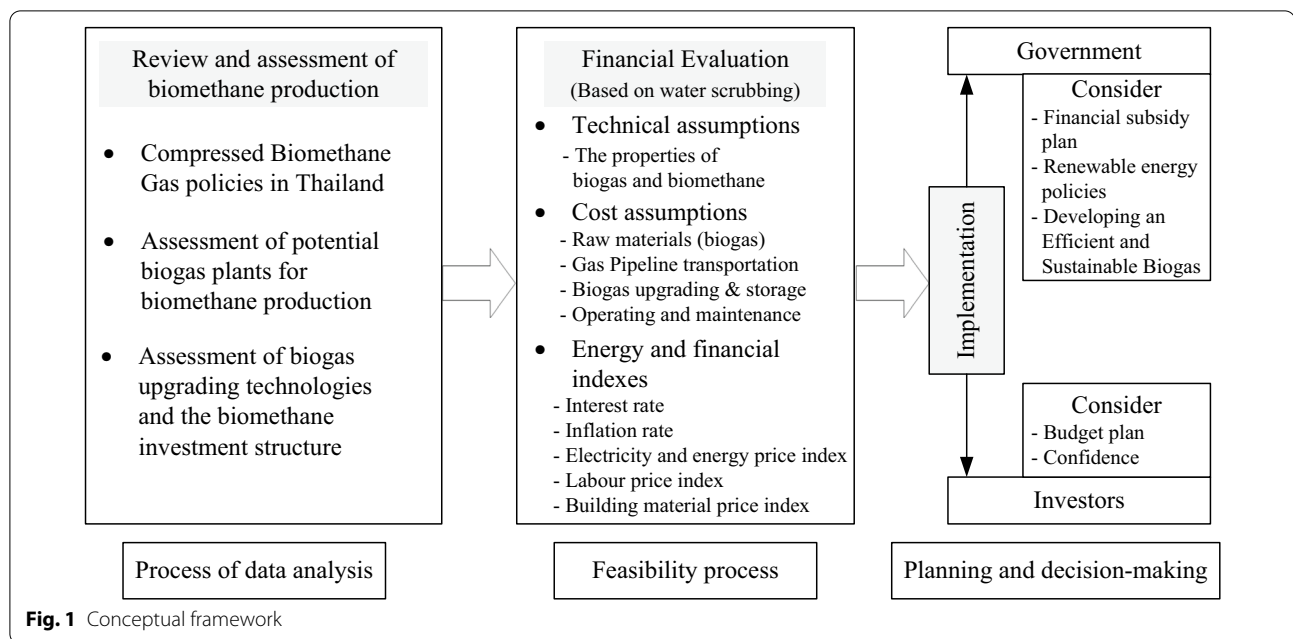 Review and assessment of
biomethane production
• Compressed Biomethane
Gas policies in Thailand
• Assessment of potential
biogas plants for
biomethane production
• Assessment of biogas
upgrading technologies
and the biomethane
investment structure
Process of data analysis
Financial Evaluation
(Based on water scrubbing)
• Technical assumptions
- The properties of
biogas and biomethane
• Cost assumptions
- Raw materials (biogas)
- Gas Pipeline transportation
- Biogas upgrading & storage
- Operating and maintenance
• Energy and financial
indexes
- Interest rate
- Inflation rate
- Electricity and energy price index
- Labour price index
- Building material price index
Feasibility process
Government
Consider
- Financial subsidy
plan
- Renewable energy
policies
- Developing an
Efficient and
Sustainable Biogas
Implementation
Consider
- Budget plan
- Confidence
Investors
Planning and decision-making
Fig. 1 Conceptual framework